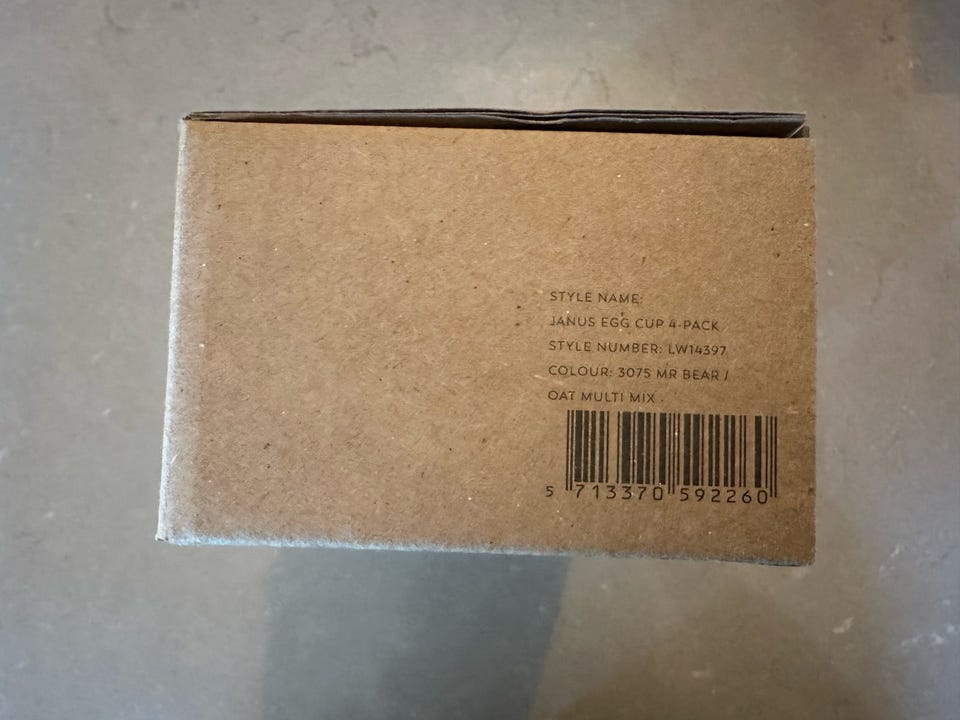 STYLE NAME:
JANUS EGG CUP 4-PACK
STYLE NUMBER: LW14397
COLOUR: 3075 MR BEAR /
OAT MULTI MIX
5 713370 592260